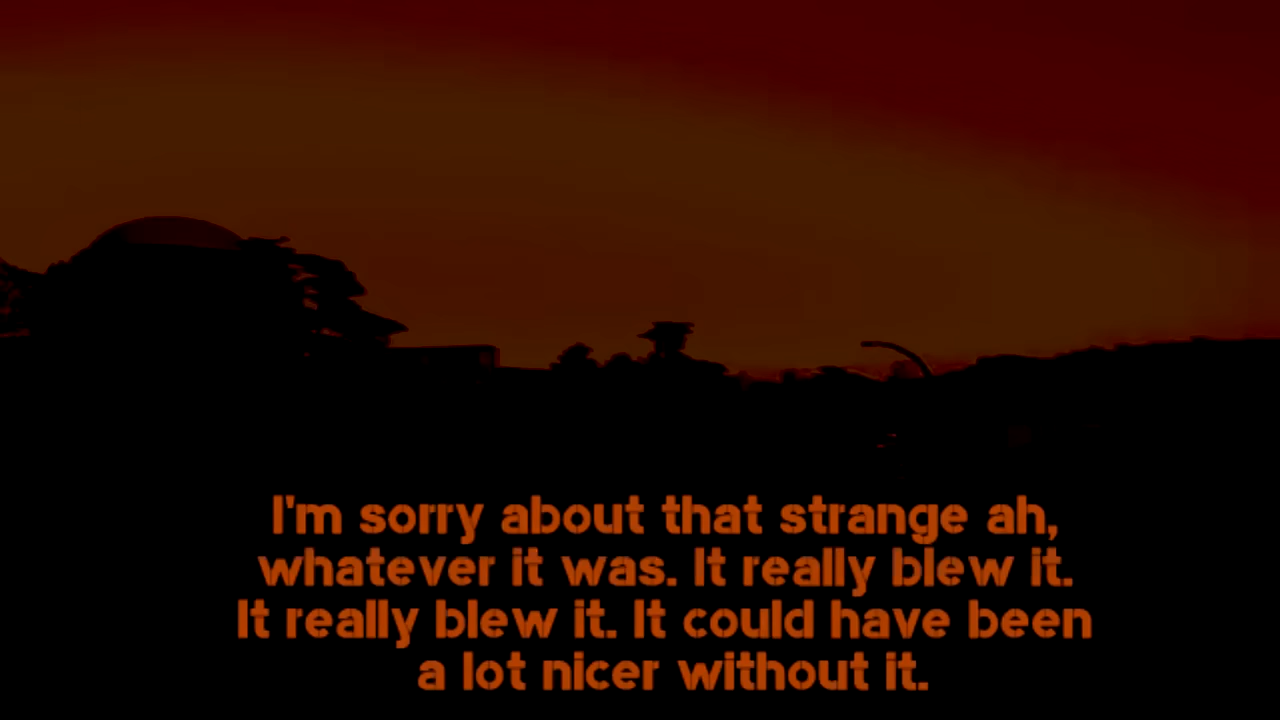 I'm sorry about that strange ah,
whatever it was. It really blew it.
It really blew it. It could have been
a lot nicer without it.